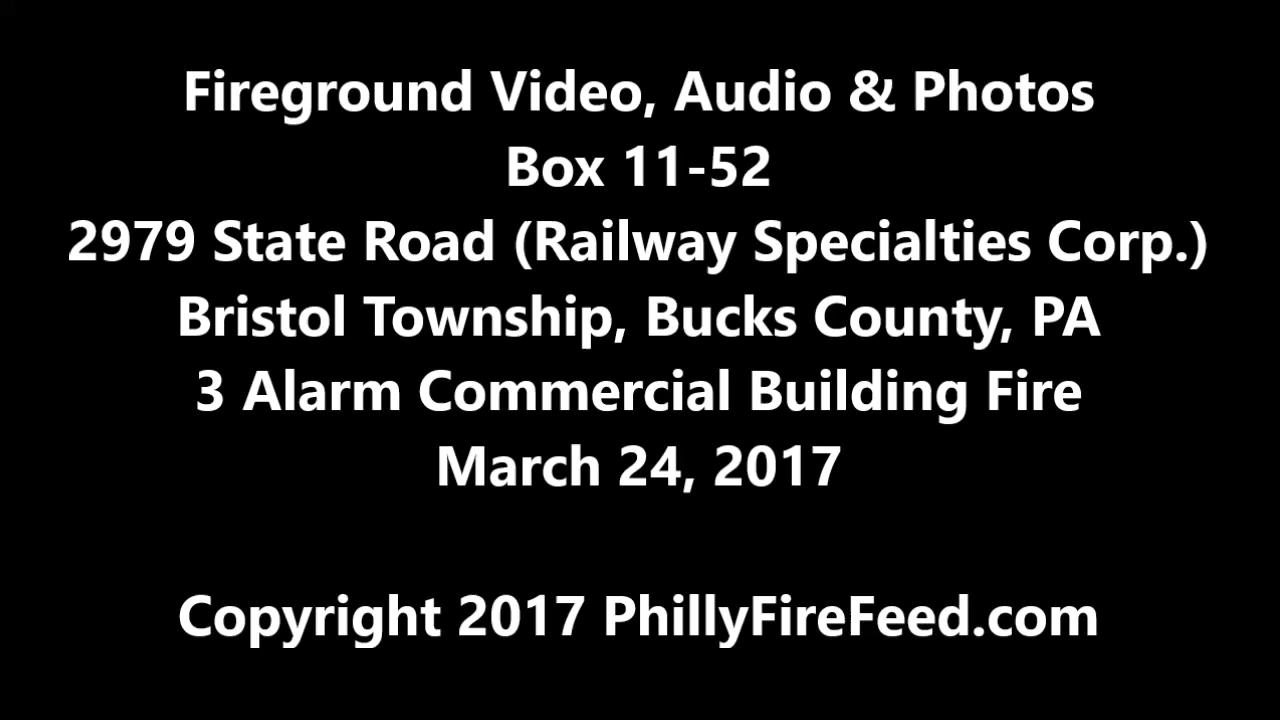 Fireground Video, Audio & Photos
Box 11-52
2979 State Road (Railway Specialties Corp.)
Bristol Township, Bucks County, PA
3 Alarm Commercial Building Fire
March 24, 2017
Copyright 2017 PhillyFireFeed.com